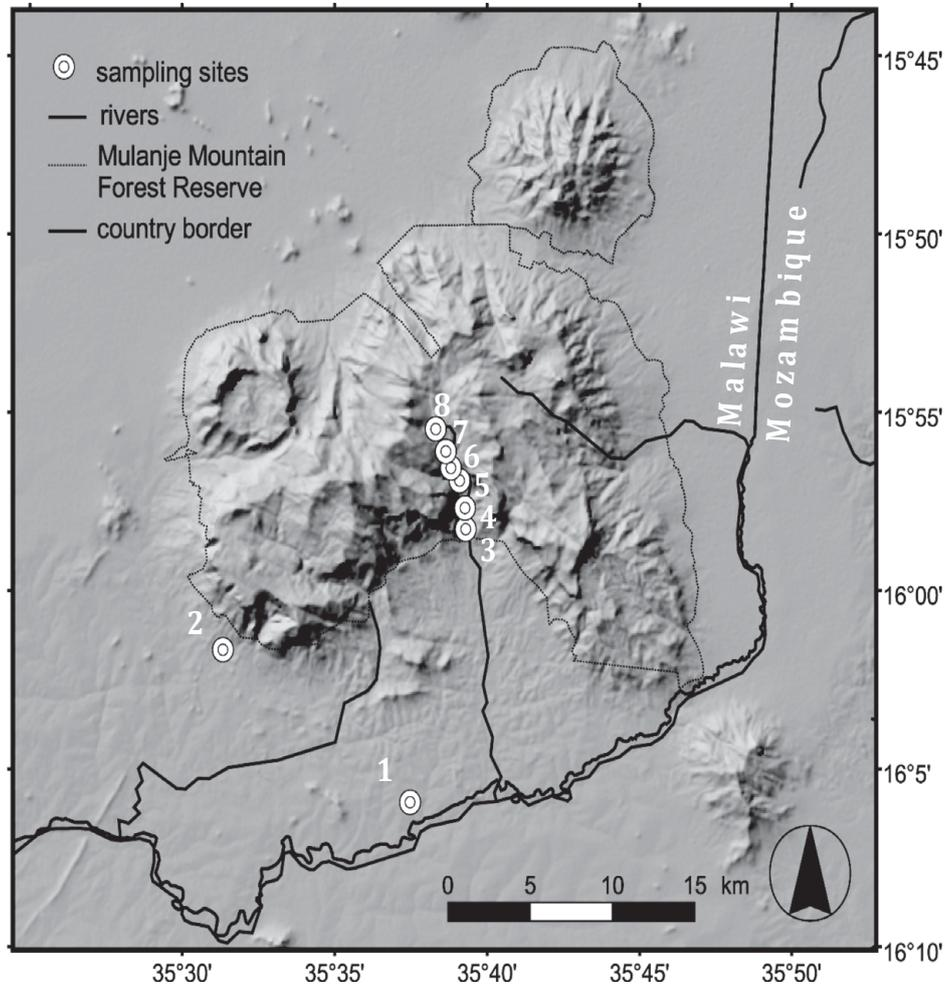 sampling sites
rivers
Mulanje Mountain
Forest Reserve
country border
15°45'
15°50'
15°55'
16°00'
16°5'
16°10'
Malawi
Mozambique
8
7
6
5
4
3
2
1
0 5 10 15 km
35°30' 35°35' 35°40' 35°45' 35°50'